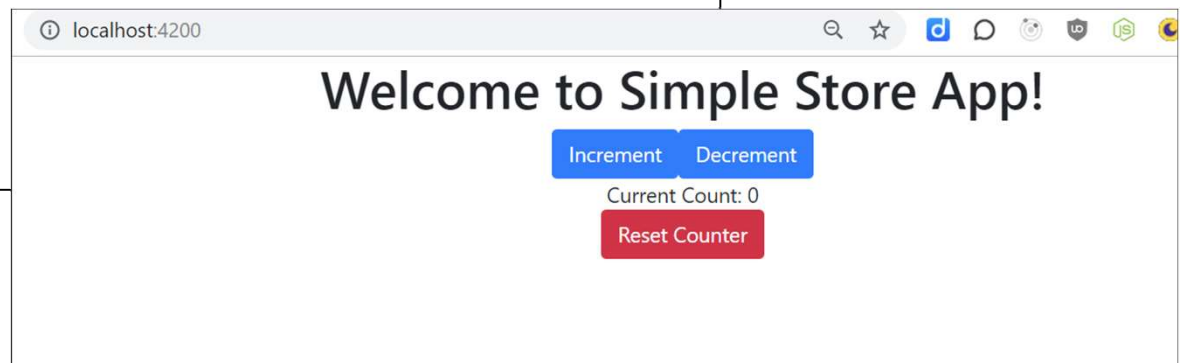 localhost:4200
Welcome to Simple Store App!
Increment Decrement
Current Count: 0
Reset Counter